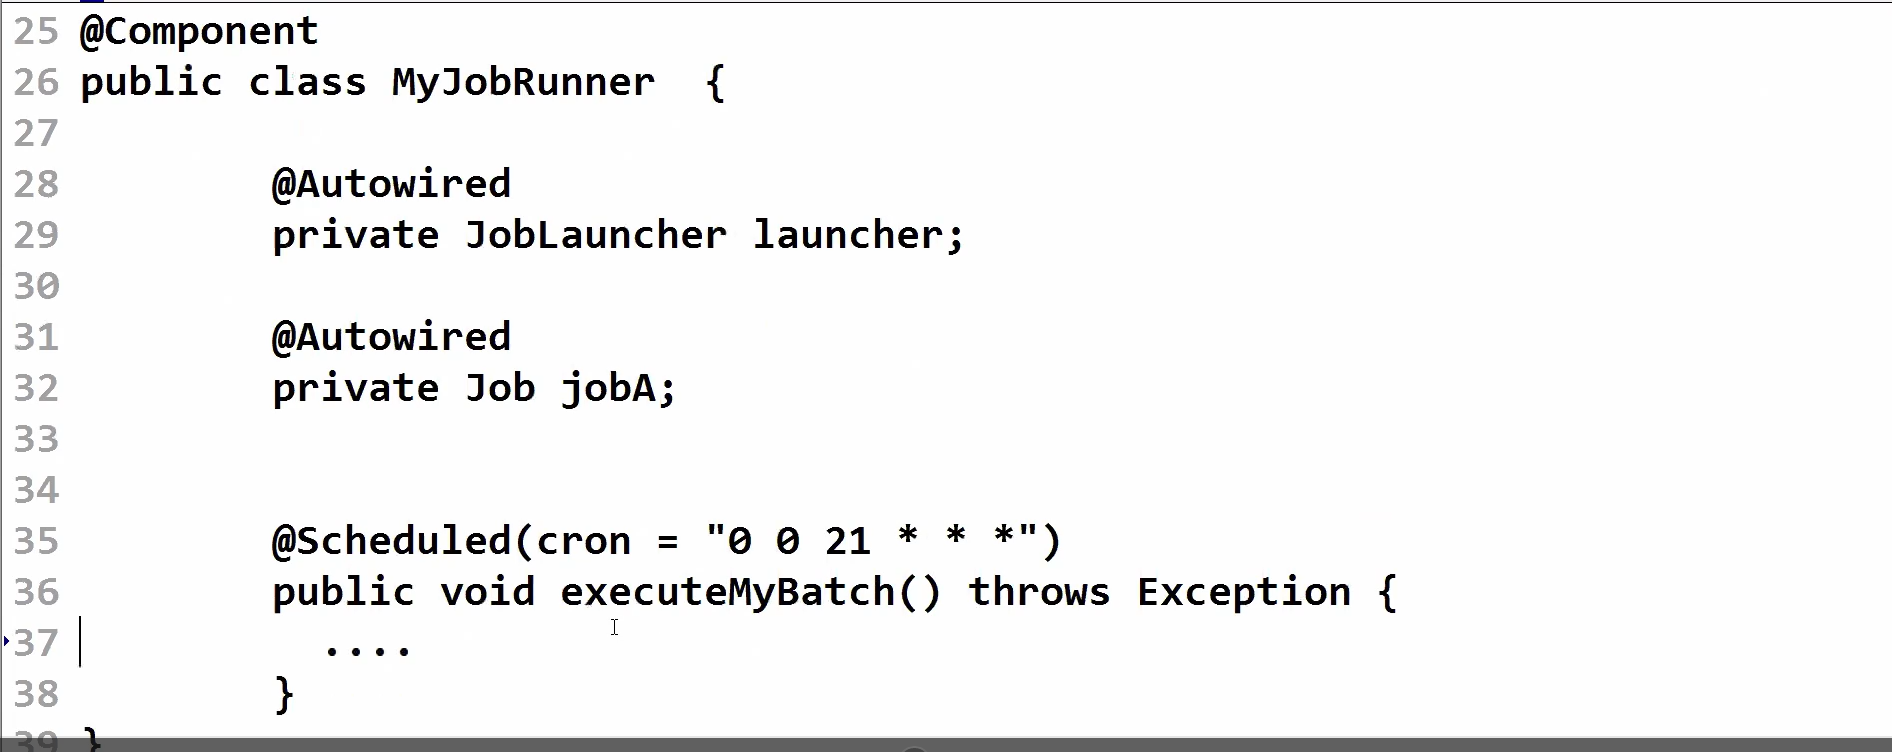 25 @Component
26 public class MyJobRunner  {
27
28         @Autowired
29         private JobLauncher launcher;
30
31         @Autowired
32         private Job jobA;
33
34
35         @Scheduled(cron = "0 0 21 * * *")
36         public void executeMyBatch() throws Exception {
37           ....
38         }
39 }